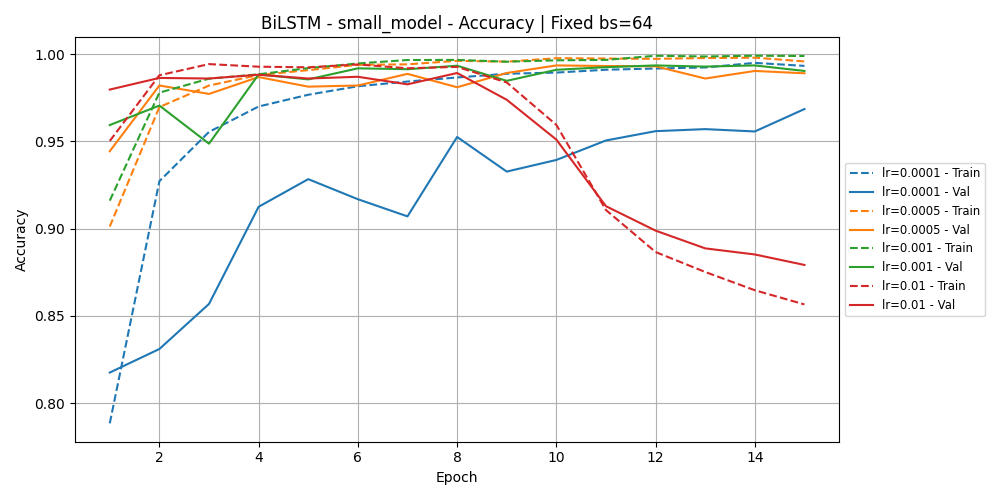 BiLSTM - small_model - Accuracy | Fixed bs=64
1.00
0.95
0.90
0.85
0.80
Accuracy
2
4
6
8
10
12
14
Epoch
lr=0.0001 - Train
lr=0.0001 - Val
lr=0.0005 - Train
lr=0.0005 - Val
lr=0.001 - Train
lr=0.001 - Val
lr=0.01 - Train
lr=0.01 - Val